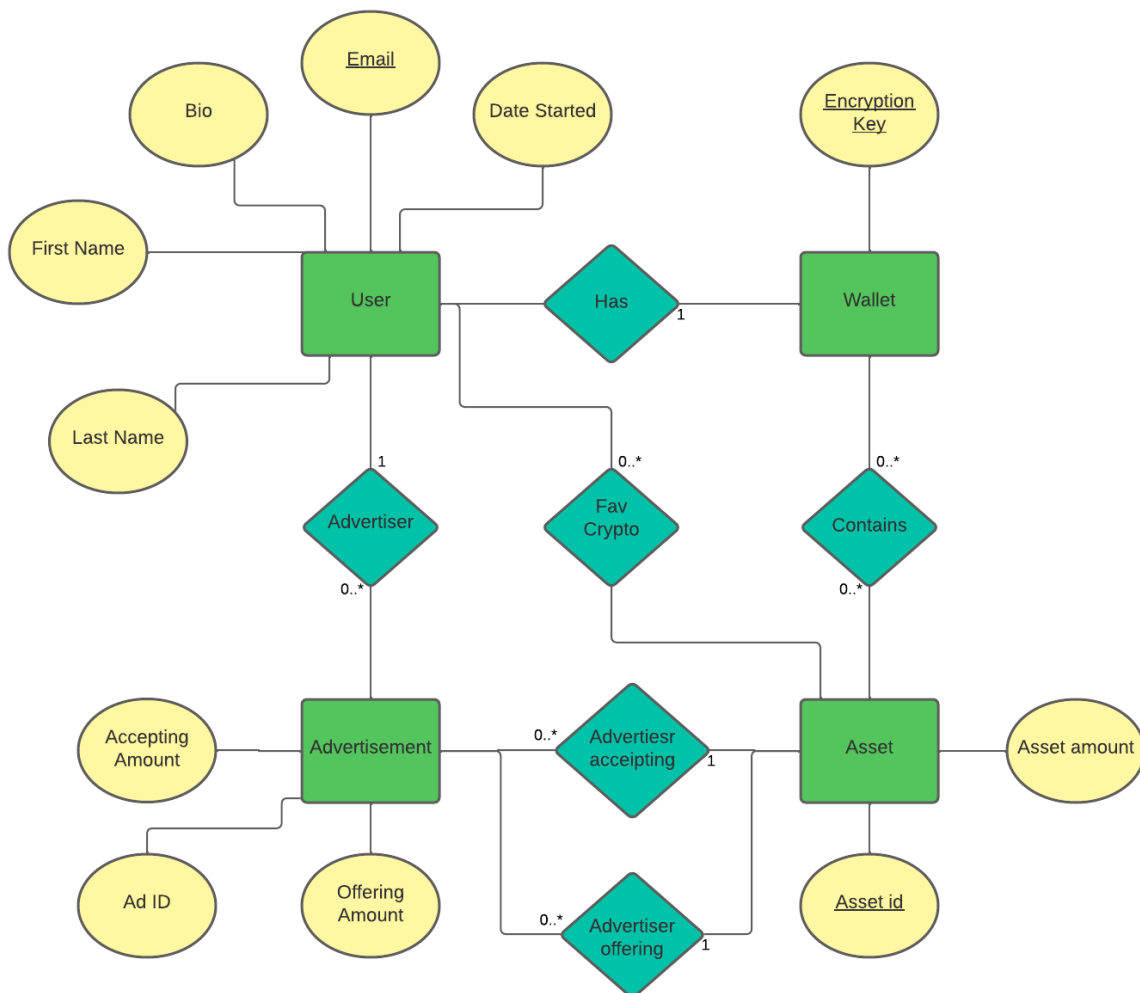 Email
Bio
Date Started
Encryption
Key
First Name
User
Has
1
Wallet
Last Name
1
0..*
0..*
Advertiser
Fav
Crypto
Contains
0..*
0..*
Accepting
Amount
Advertisement
0..*
Advertiesr
acceipting
1
Asset
Asset amount
Ad ID
Offering
Amount
0..*
Advertiser
offering
1
Asset id